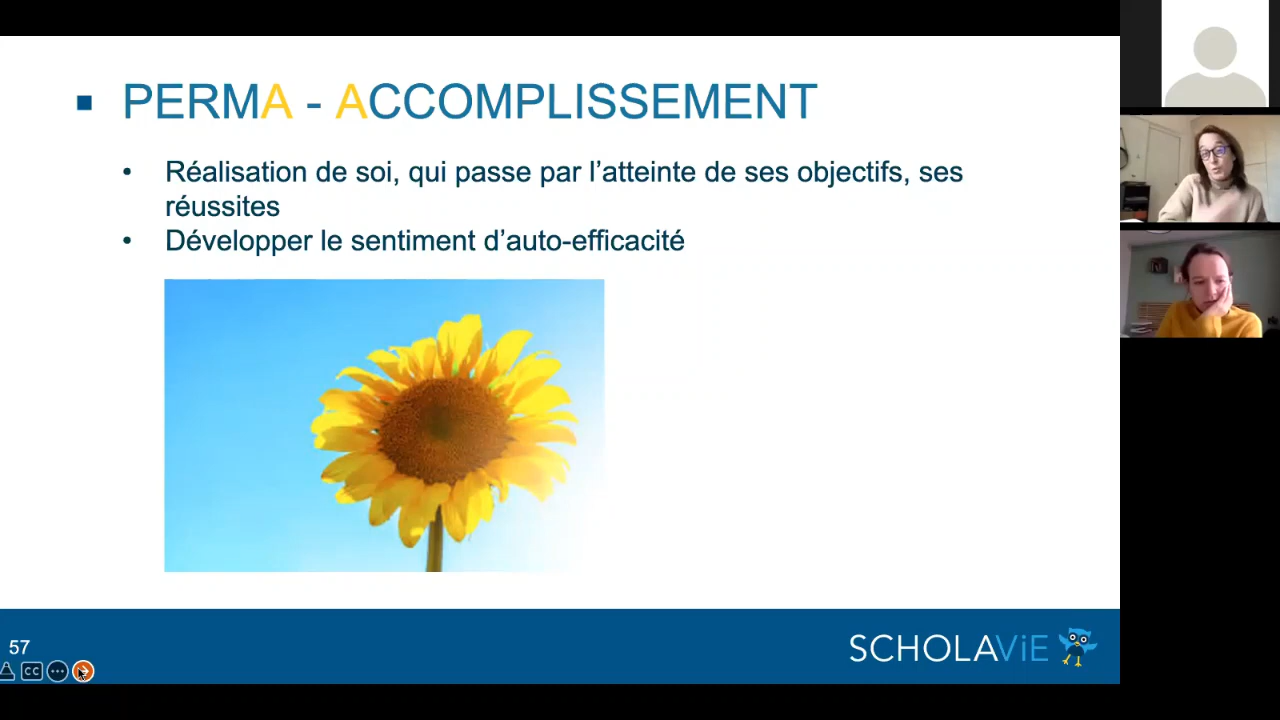 PERMA - ACCOMPLISSEMENT
Réalisation de soi, qui passe par l’atteinte de ses objectifs, ses
réussites
Développer le sentiment d’auto-efficacité
57
CC
SCHOLAViE